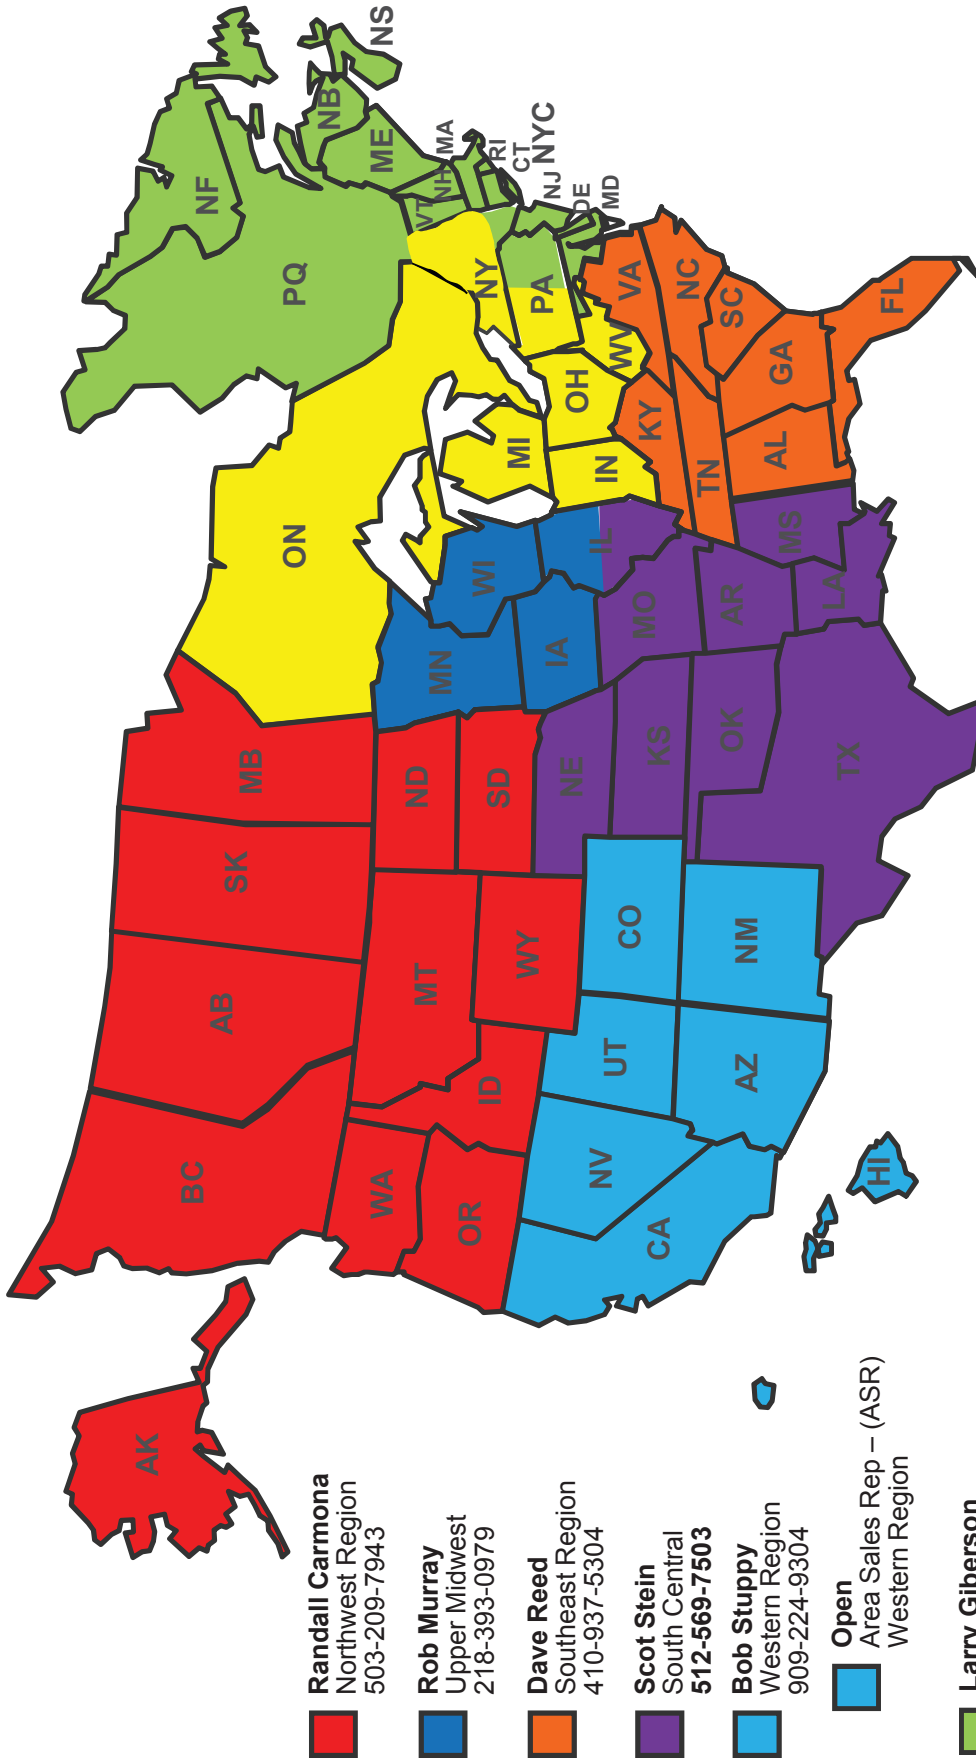 AK
BC
AB
SK
MB
ON
PQ
NF
NB
NS
ME
VT
NH
MA
RI
CT
NYC
NJ
DE
MD
NY
PA
WA
OR
ID
MT
WY
ND
SD
MN
WI
MI
IA
IL
IN
OH
WV
VA
KY
NC
SC
TN
GA
AL
FL
MS
LA
AR
MO
NE
KS
OK
TX
CO
NM
UT
AZ
NV
CA
HI
Randall Carmona
Northwest Region
503-209-7943
Rob Murray
Upper Midwest
218-393-0979
Dave Reed
Southeast Region
410-937-5304
Scot Stein
South Central
512-569-7503
Bob Stuppy
Western Region
909-224-9304
Open
Area Sales Rep – (ASR)
Western Region
Larry Giberson